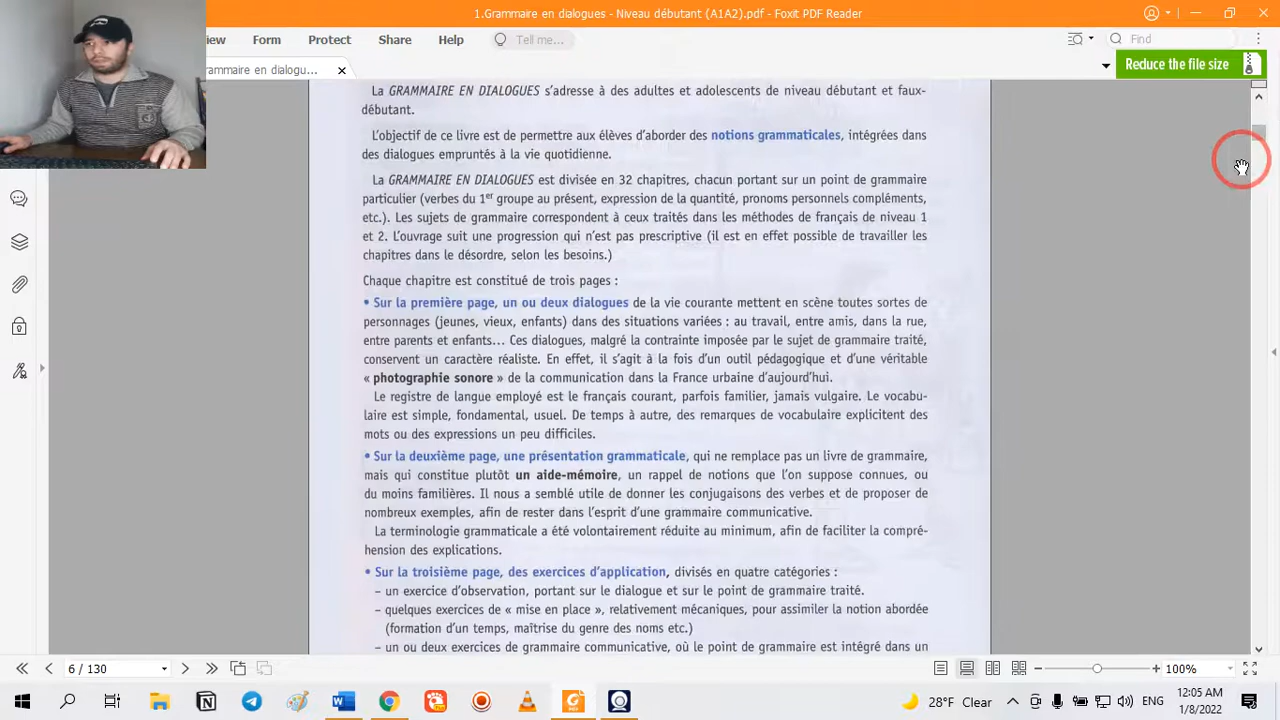 1.Grammaire en dialogues - Niveau débutant (A1A2).pdf - Foxit PDF Reader
iew Form Protect Share Help Tell me... Find
rammaire en dialogu... Reduce the file size
La GRAMMAIRE EN DIALOGUES s'adresse à des adultes et adolescents de niveau débutant et faux-
débutant.
L'objectif de ce livre est de permettre aux élèves d'aborder des notions grammaticales, intégrées dans
des dialogues empruntés à la vie quotidienne.
La GRAMMAIRE EN DIALOGUES est divisée en 32 chapitres, chacun portant sur un point de grammaire
particulier (verbes du 1er groupe au présent, expression de la quantité, pronoms personnels compléments,
etc.). Les sujets de grammaire correspondent à ceux traités dans les méthodes de français de niveau 1
et 2. L'ouvrage suit une progression qui n'est pas prescriptive (il est en effet possible de travailler les
chapitres dans le désordre, selon les besoins.)
Chaque chapitre est constitué de trois pages :
• Sur la première page, un ou deux dialogues de la vie courante mettent en scène toutes sortes de
personnages (jeunes, vieux, enfants) dans des situations variées : au travail, entre amis, dans la rue,
entre parents et enfants... Ces dialogues, malgré la contrainte imposée par le sujet de grammaire traité,
conservent un caractère réaliste. En effet, il s'agit à la fois d'un outil pédagogique et d'une véritable
« photographie sonore » de la communication dans la France urbaine d'aujourd'hui.
Le registre de langue employé est le français courant, parfois familier, jamais vulgaire. Le vocabu-
laire est simple, fondamental, usuel. De temps à autre, des remarques de vocabulaire explicitent des
mots ou des expressions un peu difficiles.
• Sur la deuxième page, une présentation grammaticale, qui ne remplace pas un livre de grammaire,
mais qui constitue plutôt un aide-mémoire, un rappel de notions que l'on suppose connues, ou
du moins familières. Il nous a semblé utile de donner les conjugaisons des verbes et de proposer de
nombreux exemples, afin de rester dans l'esprit d'une grammaire communicative.
La terminologie grammaticale a été volontairement réduite au minimum, afin de faciliter la compré-
hension des explications.
• Sur la troisième page, des exercices d'application, divisés en quatre catégories :
– un exercice d'observation, portant sur le dialogue et sur le point de grammaire traité.
– quelques exercices de « mise en place », relativement mécaniques, pour assimiler la notion abordée
(formation d'un temps, maîtrise du genre des noms etc.)
– un ou deux exercices de grammaire communicative, où le point de grammaire est intégré dans un
6 / 130 100%
28°F Clear ENG 12:05 AM
1/8/2022